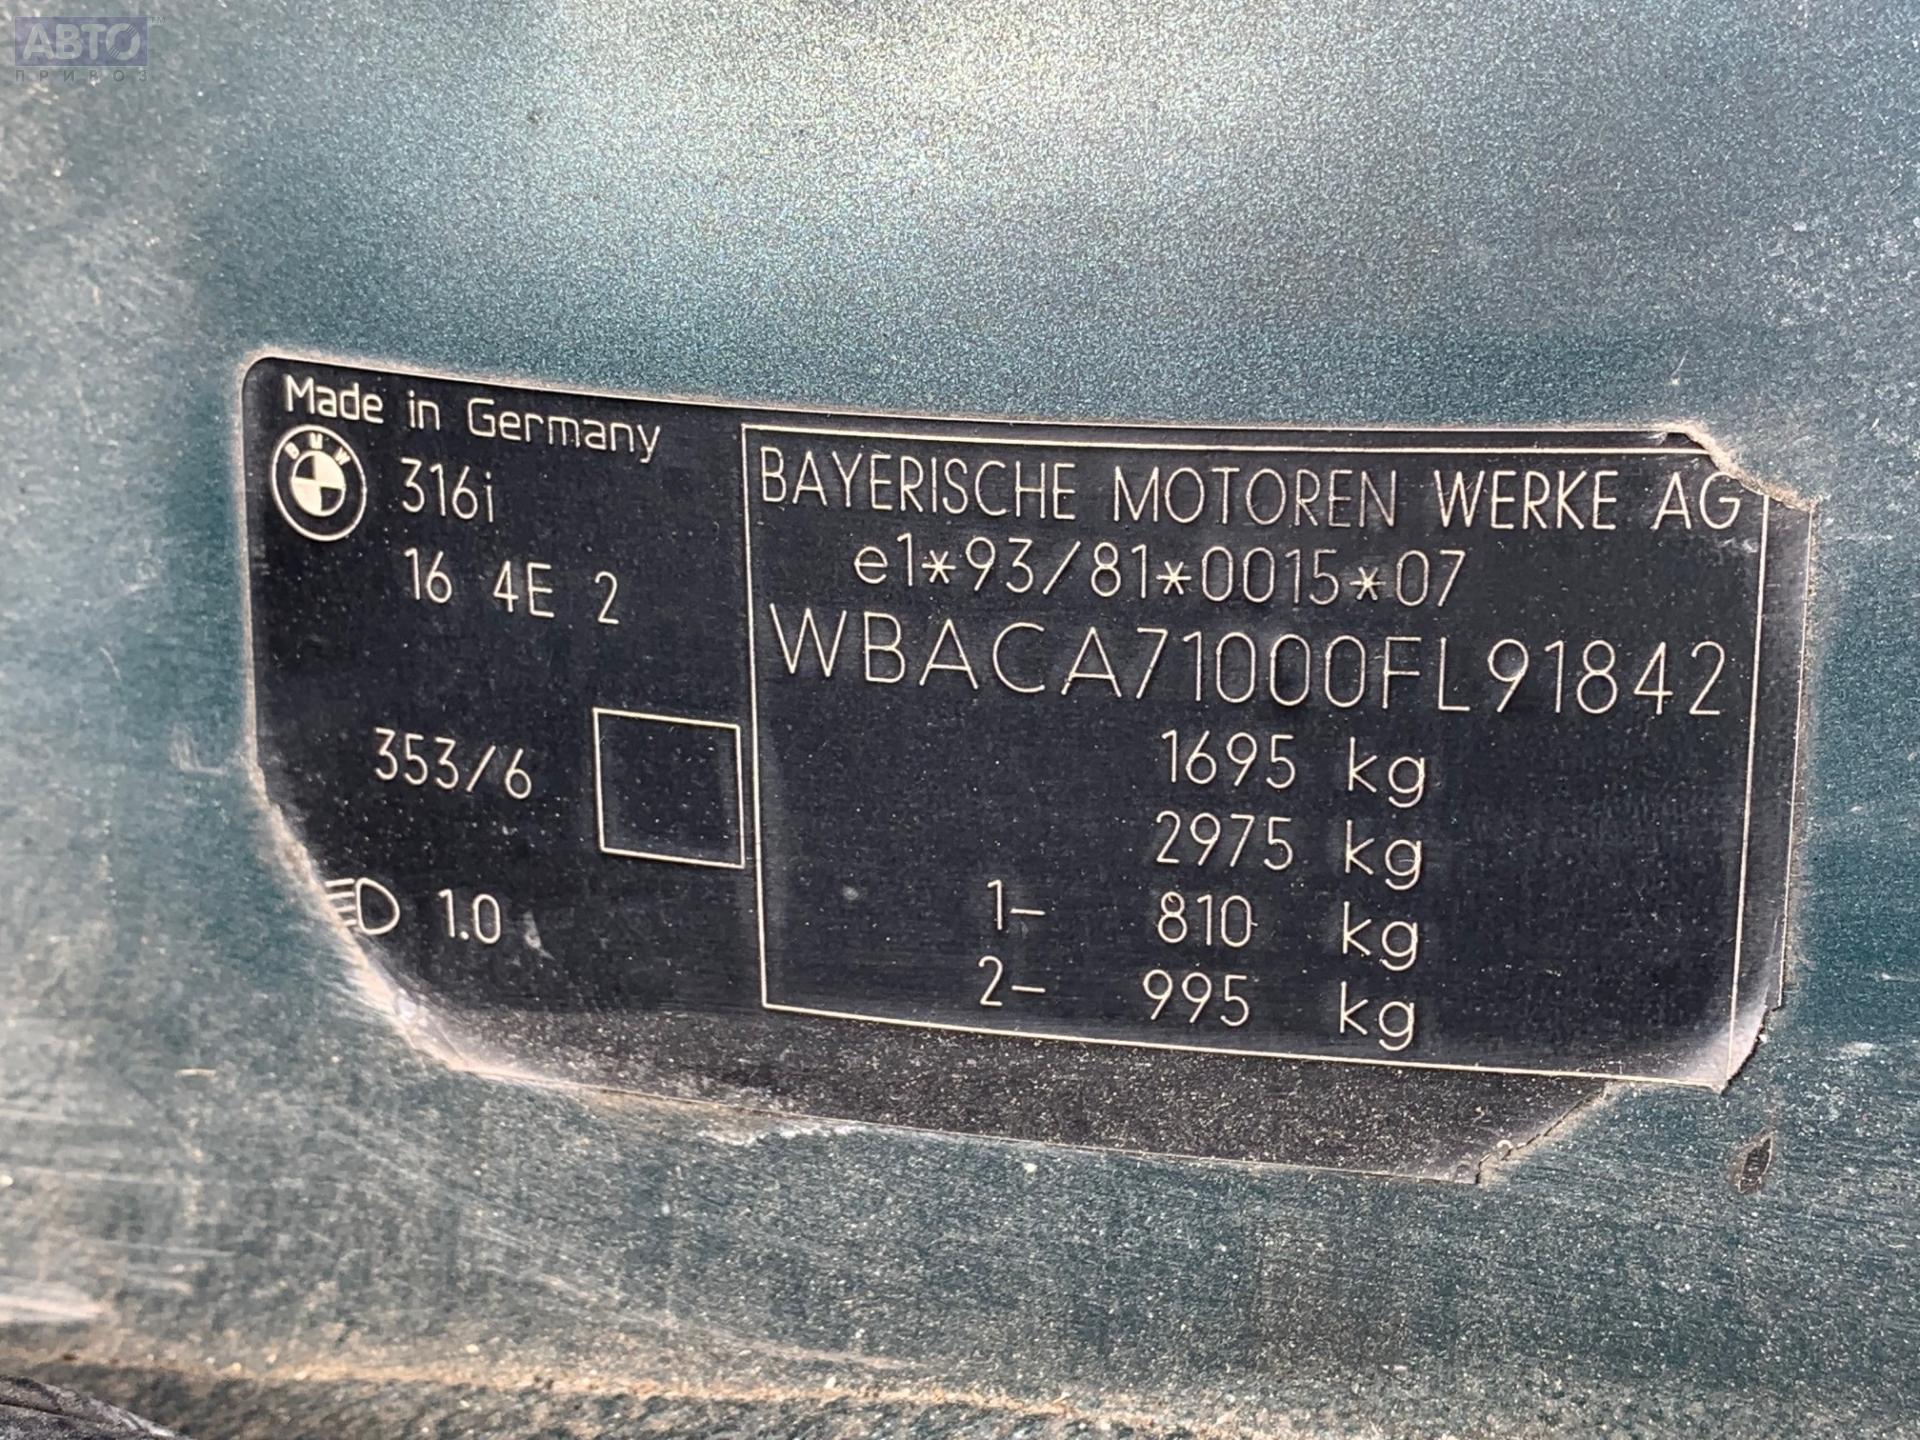 АВТО TM
ПРИВОЗ
Made in Germany
BMW
316i
16 4E 2
353/6
1.0
BAYERISCHE MOTOREN WERKE AG
e1*93/81*0015*07
WBACA71000FL91842
1695 kg
2975 kg
1- 810 kg
2- 995 kg